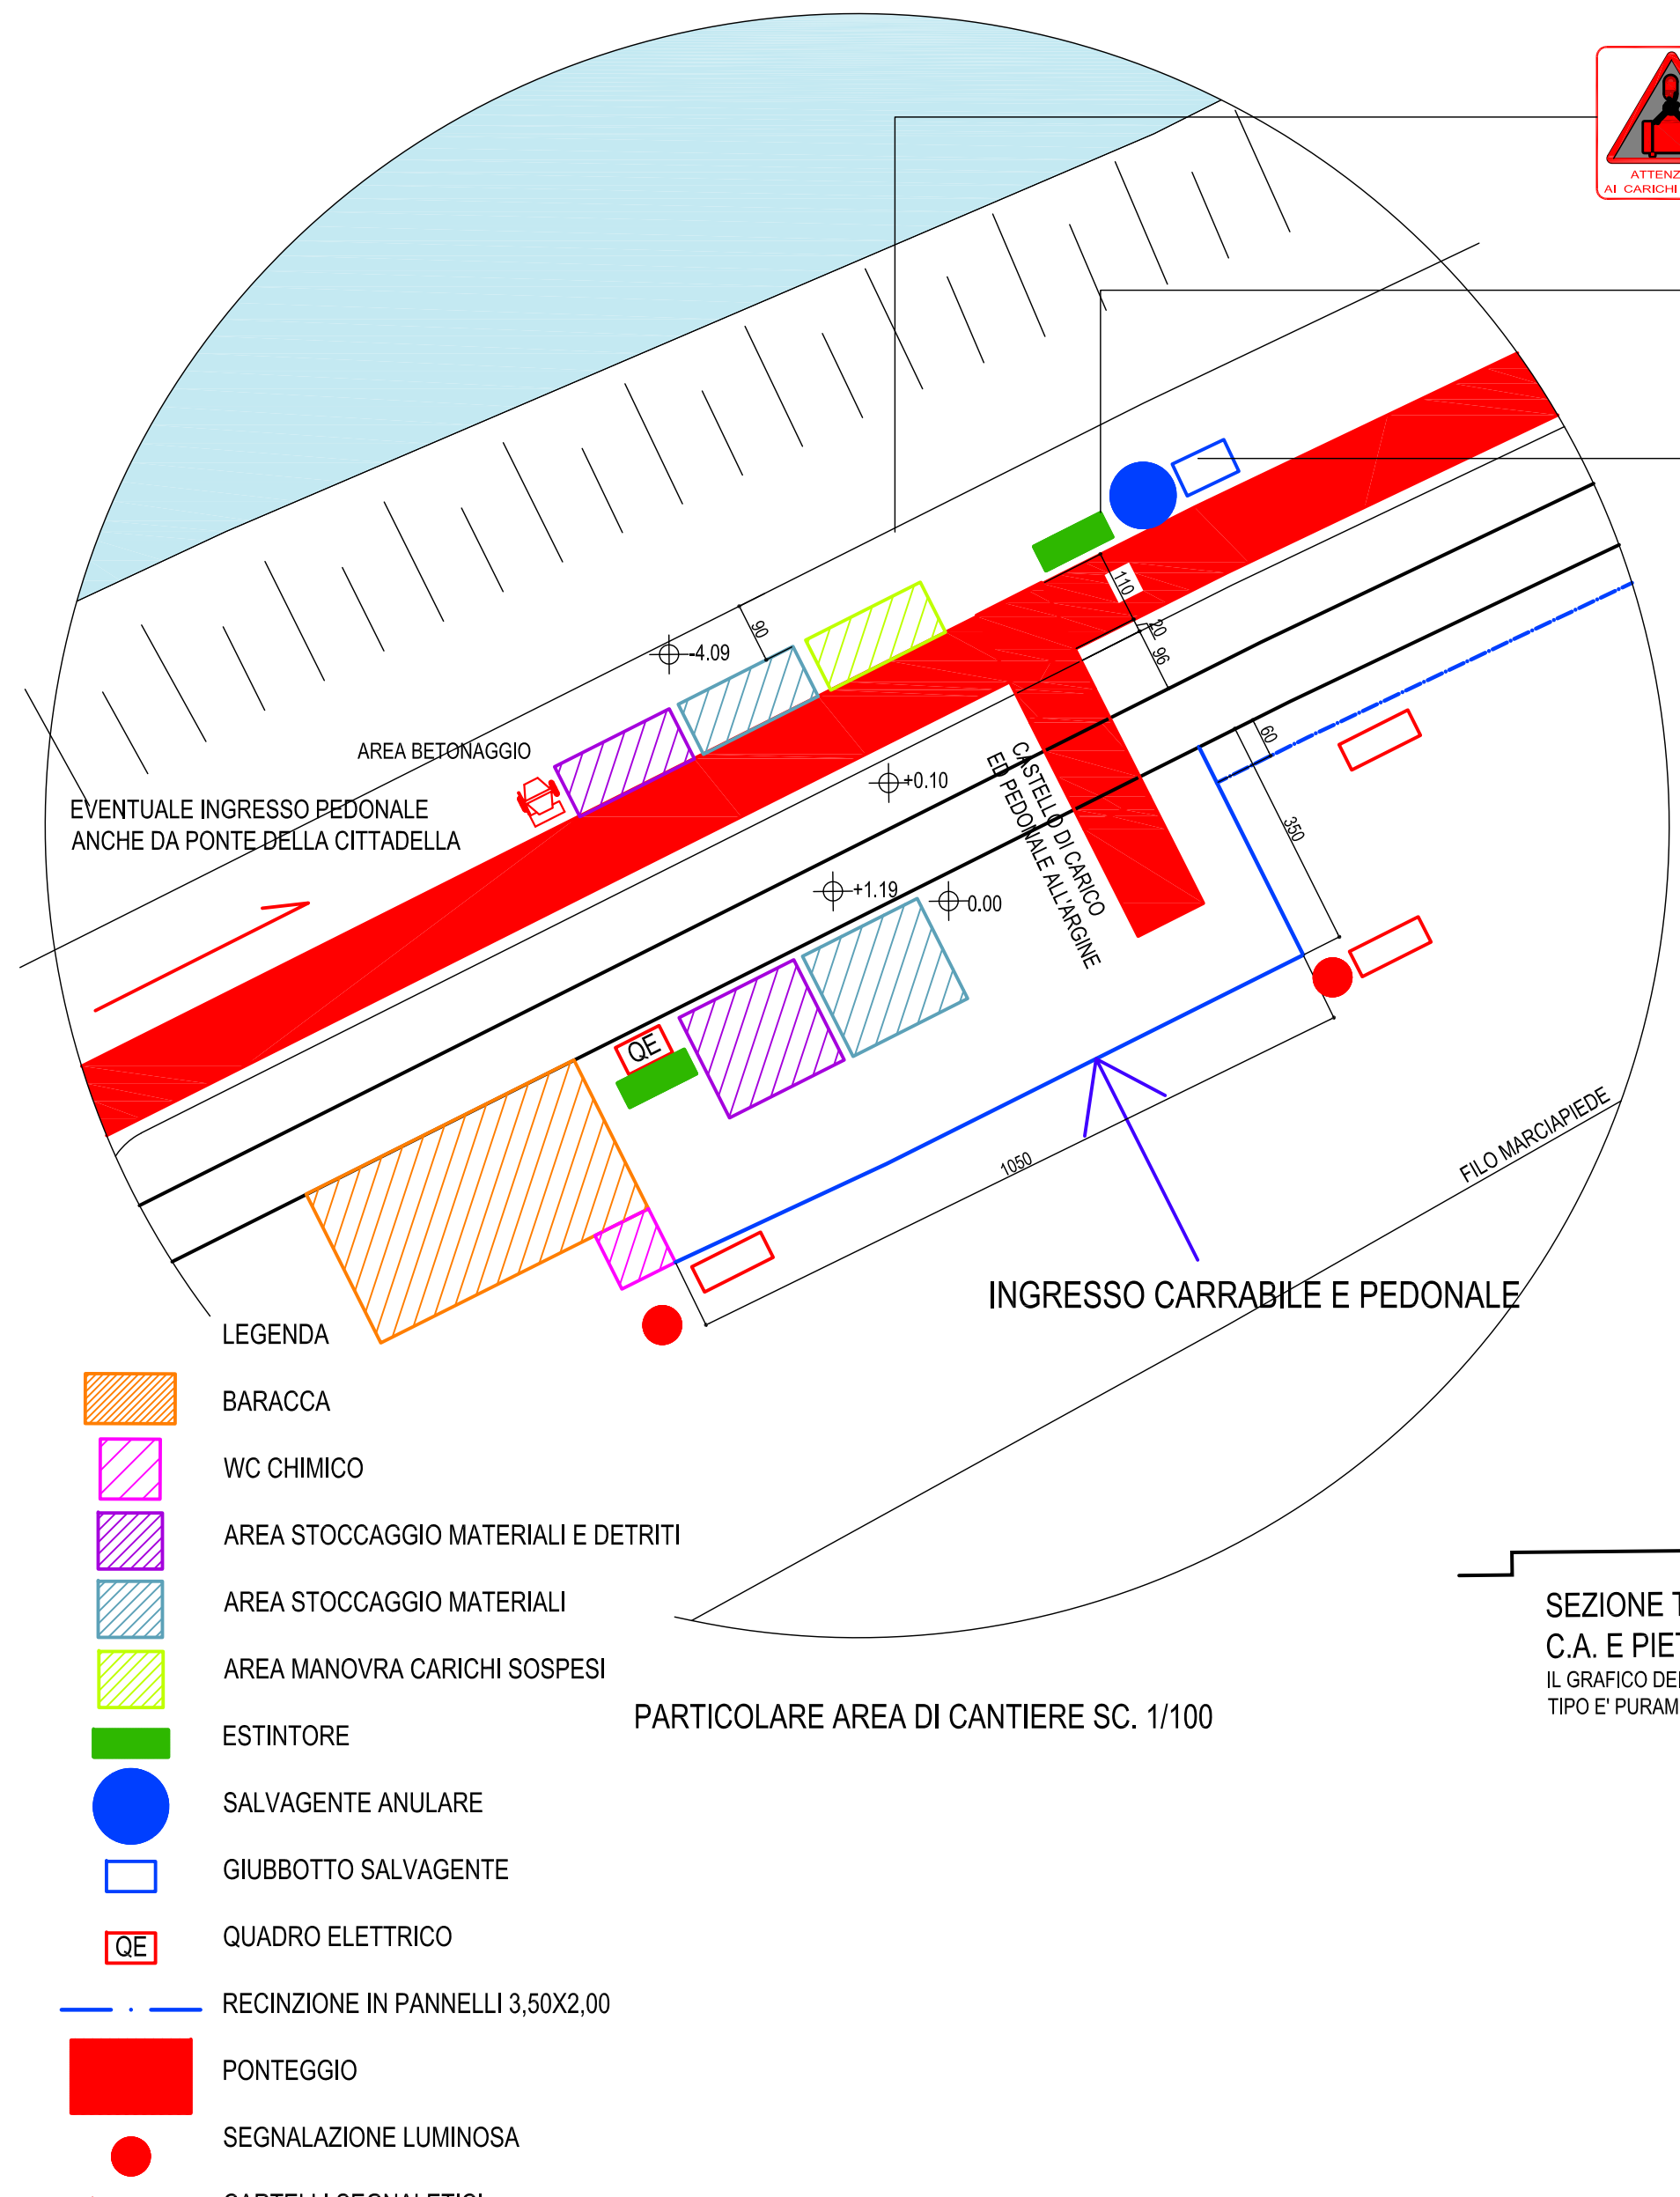 ATTENZ
AI CARICHI
110
20
96
90
-4.09
AREA BETONAGGIO
+0.10
60
EVENTUALE INGRESSO PEDONALE
ANCHE DA PONTE DELLA CITTADELLA
CASTELLO DI CARICO
ED PEDONALE ALL'ARGINE
350
+1.19
0.00
QE
1050
FILO MARCIAPIEDE
INGRESSO CARRABILE E PEDONALE
LEGENDA
BARACCA
WC CHIMICO
AREA STOCCAGGIO MATERIALI E DETRITI
AREA STOCCAGGIO MATERIALI
AREA MANOVRA CARICHI SOSPESI
ESTINTORE
SALVAGENTE ANULARE
GIUBBOTTO SALVAGENTE
QE
QUADRO ELETTRICO
RECINZIONE IN PANNELLI 3,50X2,00
PONTEGGIO
SEGNALAZIONE LUMINOSA
CARTELLI SEGNALETICI
PARTICOLARE AREA DI CANTIERE SC. 1/100
SEZIONE T
C.A. E PIET
IL GRAFICO DEL
TIPO E' PURAM